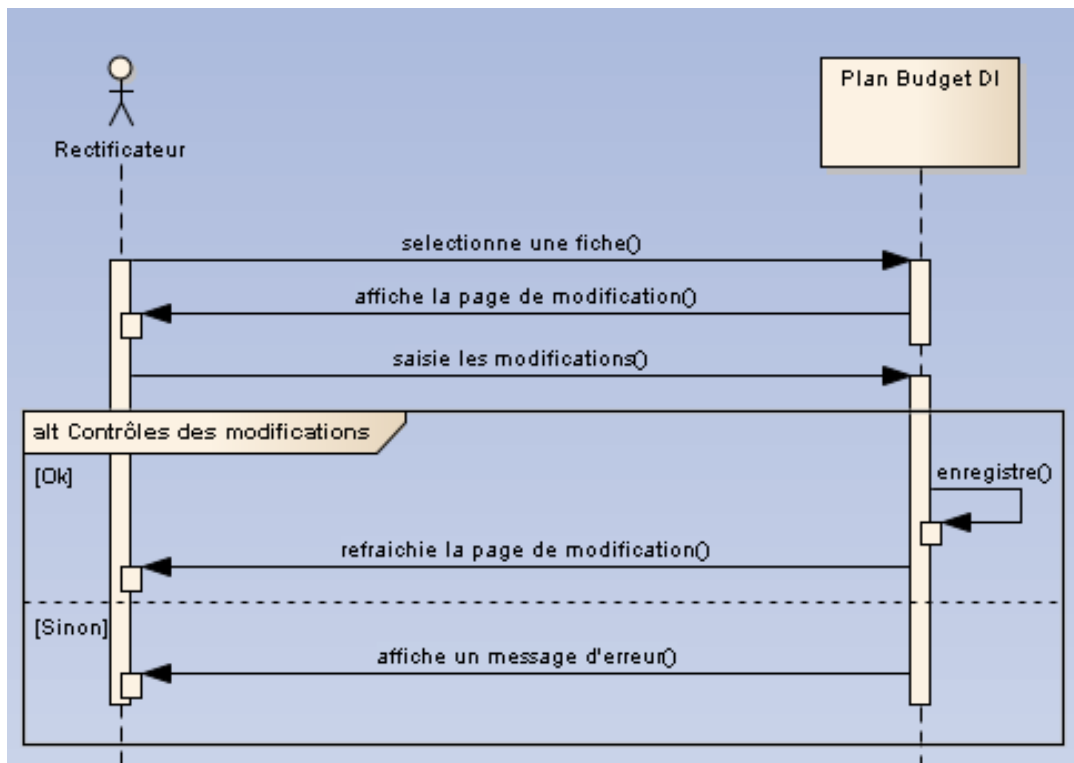 Plan Budget DI
Rectificateur
selectionne une fiche()
affiche la page de modification()
saisie les modifications()
alt Contrôles des modifications
[Ok]
enregistre()
refraichie la page de modification()
[Sinon]
affiche un message d'erreur()